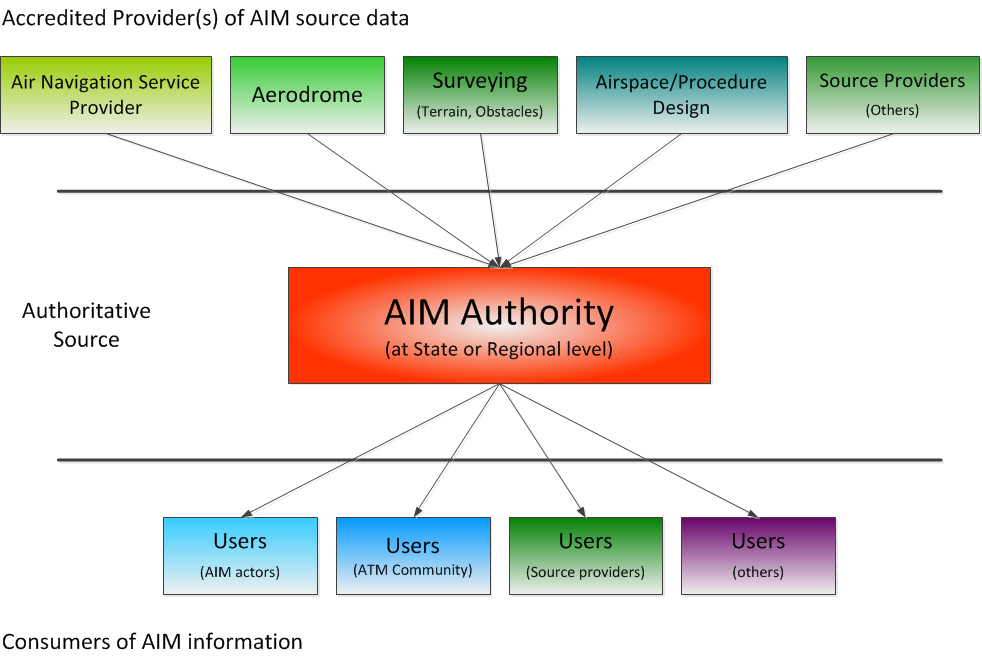 Accredited Provider(s) of AIM source data
Air Navigation Service
Provider
Aerodrome
Surveying
(Terrain, Obstacles)
Airspace/Procedure
Design
Source Providers
(Others)
Authoritative
Source
AIM Authority
(at State or Regional level)
Users
(AIM actors)
Users
(ATM Community)
Users
(Source providers)
Users
(others)
Consumers of AIM information